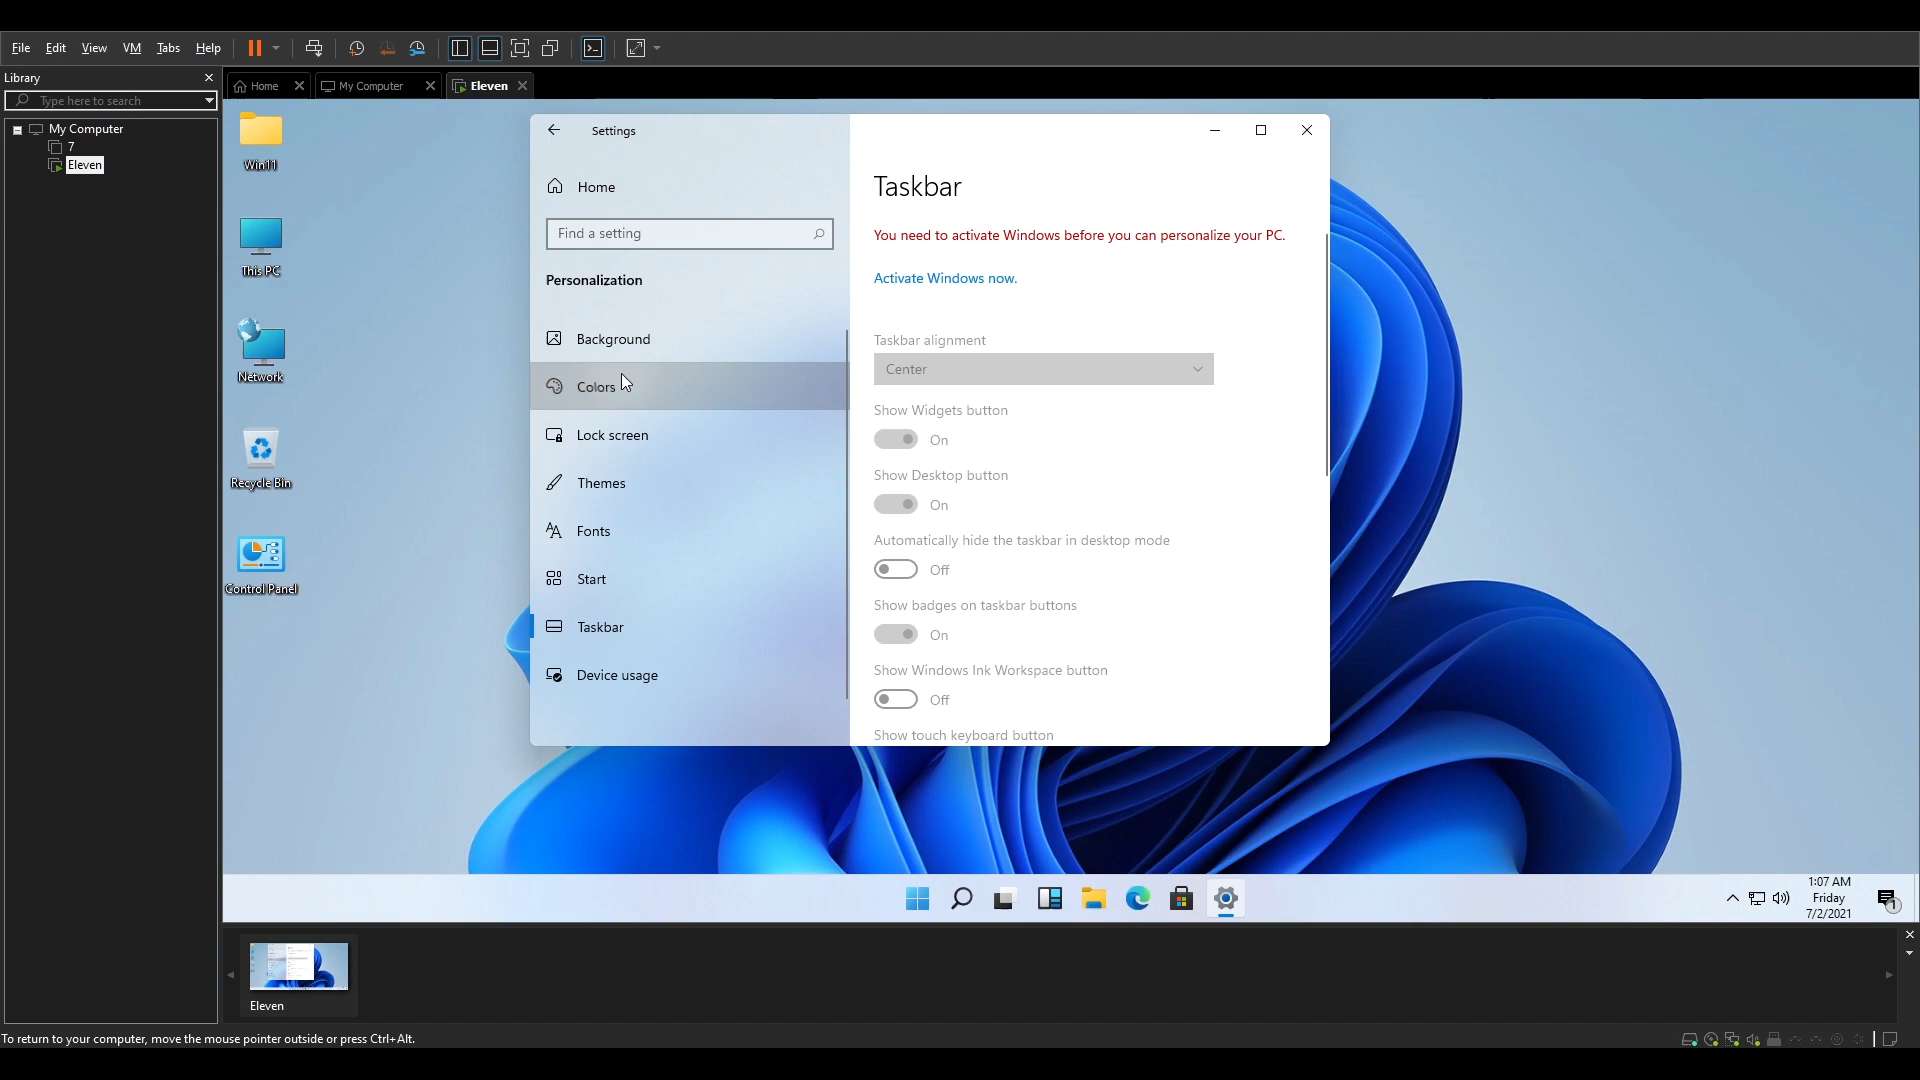 File Edit View VM Tabs Help
Library
Type here to search
My Computer
7
Eleven
Home
My Computer
Eleven
Win11
This PC
Network
Recycle Bin
Control Panel
Settings
Home
Find a setting
Personalization
Background
Colors
Lock screen
Themes
Fonts
Start
Taskbar
Device usage
Taskbar
You need to activate Windows before you can personalize your PC.
Activate Windows now.
Taskbar alignment
Center
Show Widgets button
On
Show Desktop button
On
Automatically hide the taskbar in desktop mode
Off
Show badges on taskbar buttons
On
Show Windows Ink Workspace button
Off
Show touch keyboard button
1:07 AM
Friday
7/2/2021
1
Eleven
To return to your computer, move the mouse pointer outside or press Ctrl+Alt.